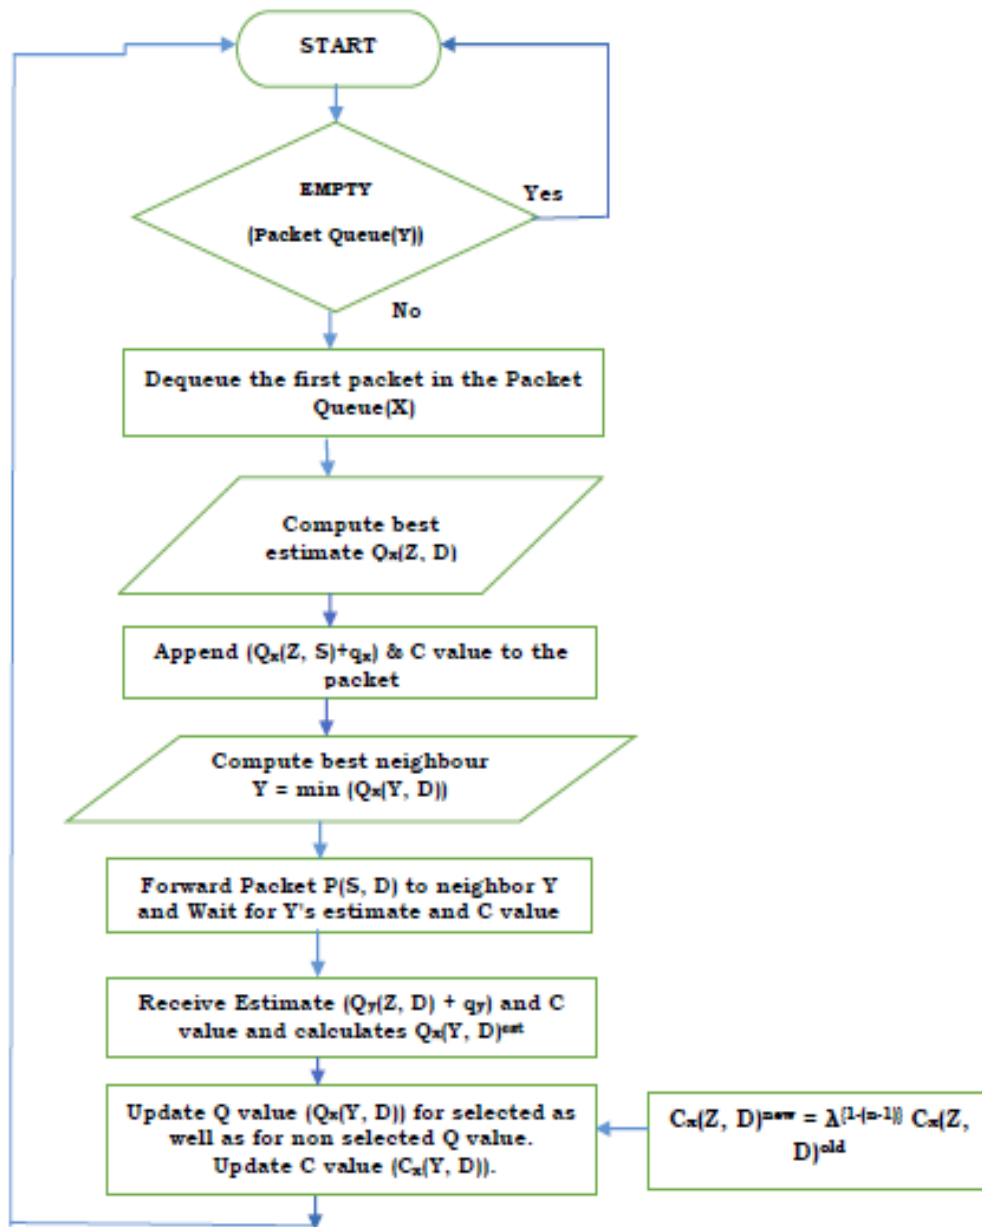 START
EMPTY
(Packet Queue(Y))
Yes
No
Dequeue the first packet in the Packet
Queue(X)
Compute best
estimate Qₓ(Z, D)
Append (Qₓ(Z, S)+qₓ) & C value to the
packet
Compute best neighbour
Y = min (Qₓ(Y, D))
Forward Packet P(S, D) to neighbor Y
and Wait for Y's estimate and C value
Receive Estimate (Qy(Z, D) + qy) and C
value and calculates Qₓ(Y, D)ᵉˢᵗ
Update Q value (Qₓ(Y, D)) for selected as
well as for non selected Q value.
Update C value (Cₓ(Y, D)).
Cₓ(Z, D)ⁿᵉʷ = λ^{1-(n-1)} Cₓ(Z,
D)ᵒˡᵈ